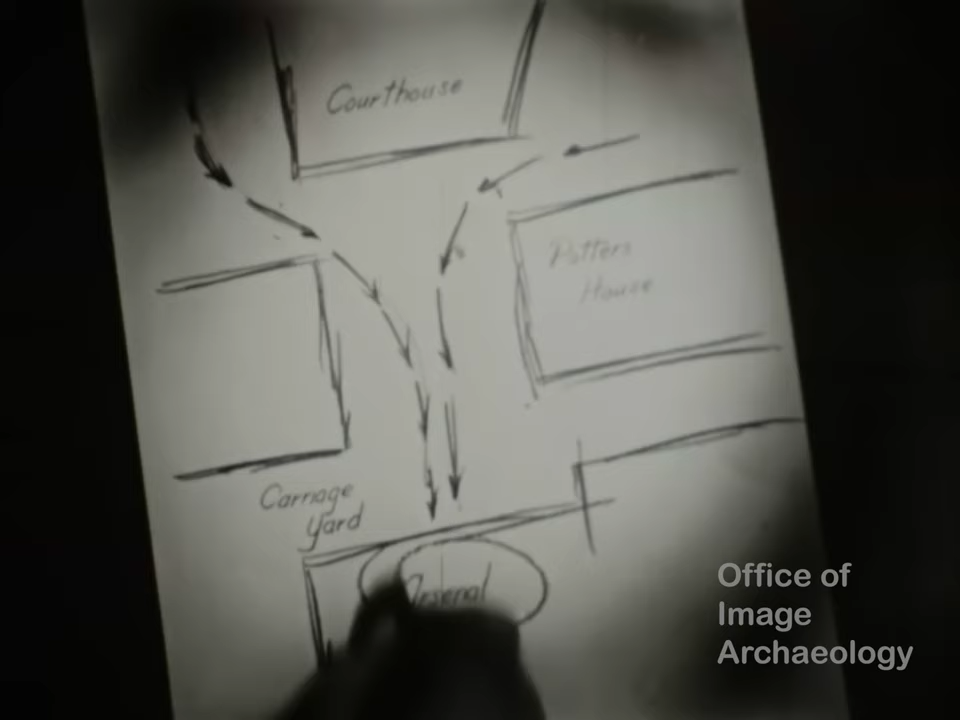 Courthouse
Potters
House
Carriage
Yard
Arsenal
Office of
Image
Archaeology